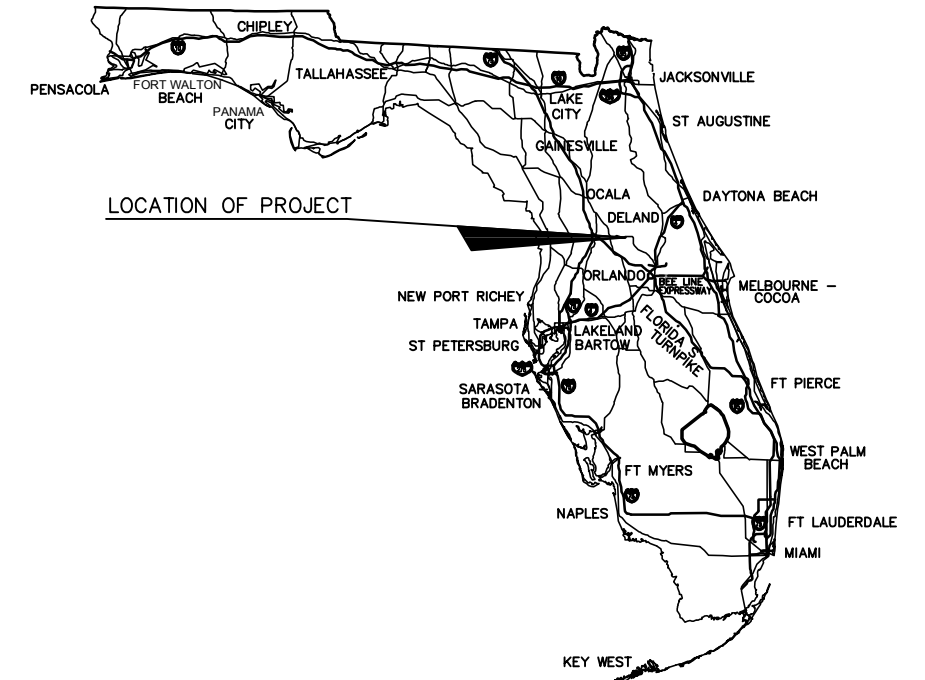 CHIPLEY
TALLAHASSEE
PENSACOLA
FORT WALTON
BEACH
PANAMA
CITY
JACKSONVILLE
LAKE
CITY
ST AUGUSTINE
GAINESVILLE
OCALA
DAYTONA BEACH
DELAND
LOCATION OF PROJECT
ORLANDO
BEE LINE
EXPRESSWAY
MELBOURNE -
COCOA
NEW PORT RICHEY
TAMPA
ST PETERSBURG
LAKELAND
BARTOW
FLORIDA'S
TURNPIKE
SARASOTA -
BRADENTON
FT PIERCE
WEST PALM
BEACH
FT MYERS
NAPLES
FT LAUDERDALE
MIAMI
KEY WEST